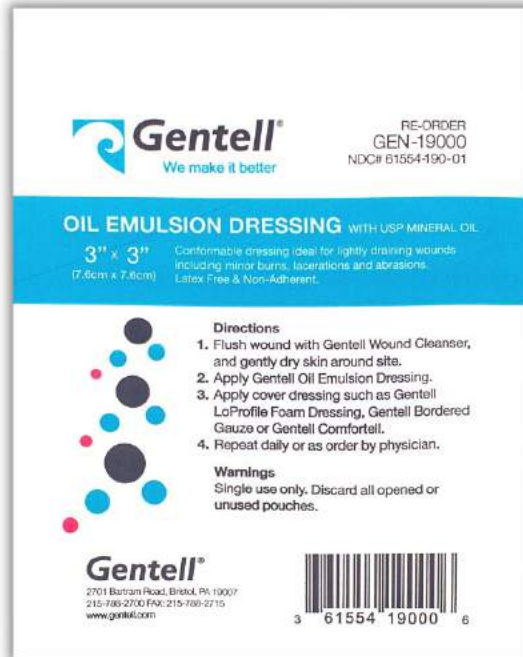 Gentell®
We make it better
RE-ORDER
GEN-19000
NDC# 61554-190-01
OIL EMULSION DRESSING WITH USP MINERAL OIL
3” x 3”
(7.6cm x 7.6cm)
Conformable dressing ideal for lightly draining wounds
including minor burns, lacerations and abrasions.
Latex Free & Non-Adherent.
Directions
1. Flush wound with Gentell Wound Cleanser,
and gently dry skin around site.
2. Apply Gentell Oil Emulsion Dressing.
3. Apply cover dressing such as Gentell
LoProfile Foam Dressing, Gentell Bordered
Gauze or Gentell Comfortell.
4. Repeat daily or as order by physician.
Warnings
Single use only. Discard all opened or
unused pouches.
Gentell®
2701 Bartram Road, Bristol, PA 19007
215-788-2700 FAX: 215-788-2715
www.gentell.com
3 61554 19000 6